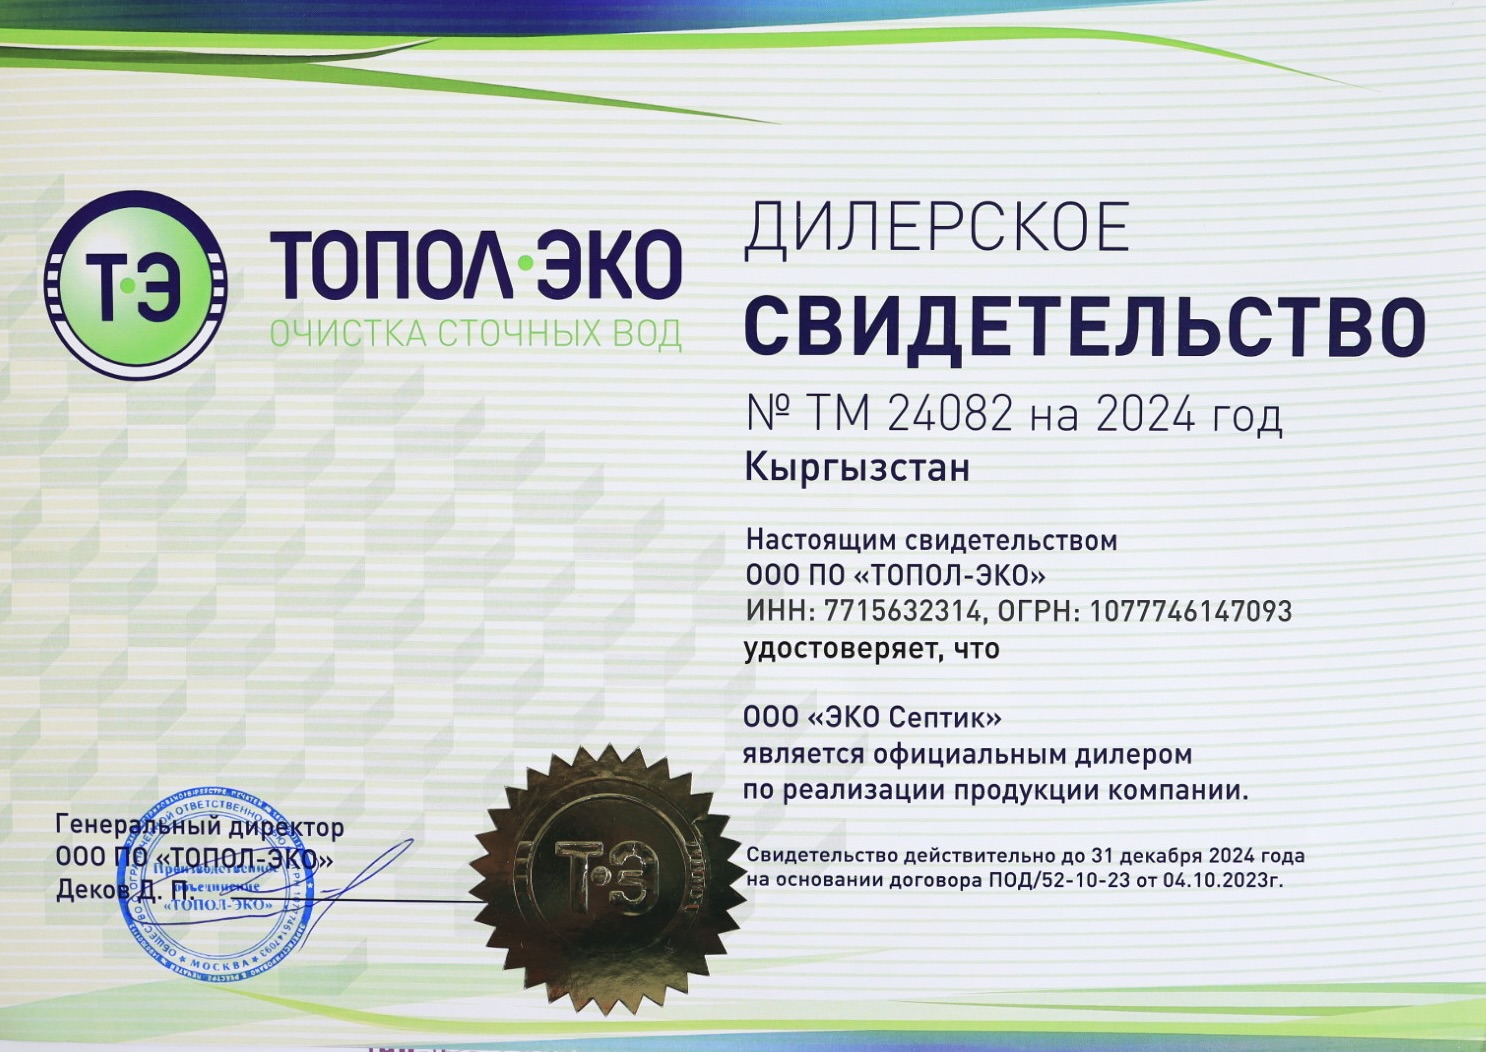 Т·Э
ТОПОЛ·ЭКО
ОЧИСТКА СТОЧНЫХ ВОД
ДИЛЕРСКОЕ
СВИДЕТЕЛЬСТВО
№ ТМ 24082 на 2024 год
Кыргызстан
Настоящим свидетельством
ООО ПО «ТОПОЛ-ЭКО»
ИНН: 7715632314, ОГРН: 1077746147093
удостоверяет, что
ООО «ЭКО Септик»
является официальным дилером
по реализации продукции компании.
Свидетельство действительно до 31 декабря 2024 года
на основании договора ПОД/52-10-23 от 04.10.2023г.
Генеральный директор
ООО ПО «ТОПОЛ-ЭКО»
Деков Д. П.
Производственное
объединение
«ТОПОЛ-ЭКО»
МОСКВА
Т·Э